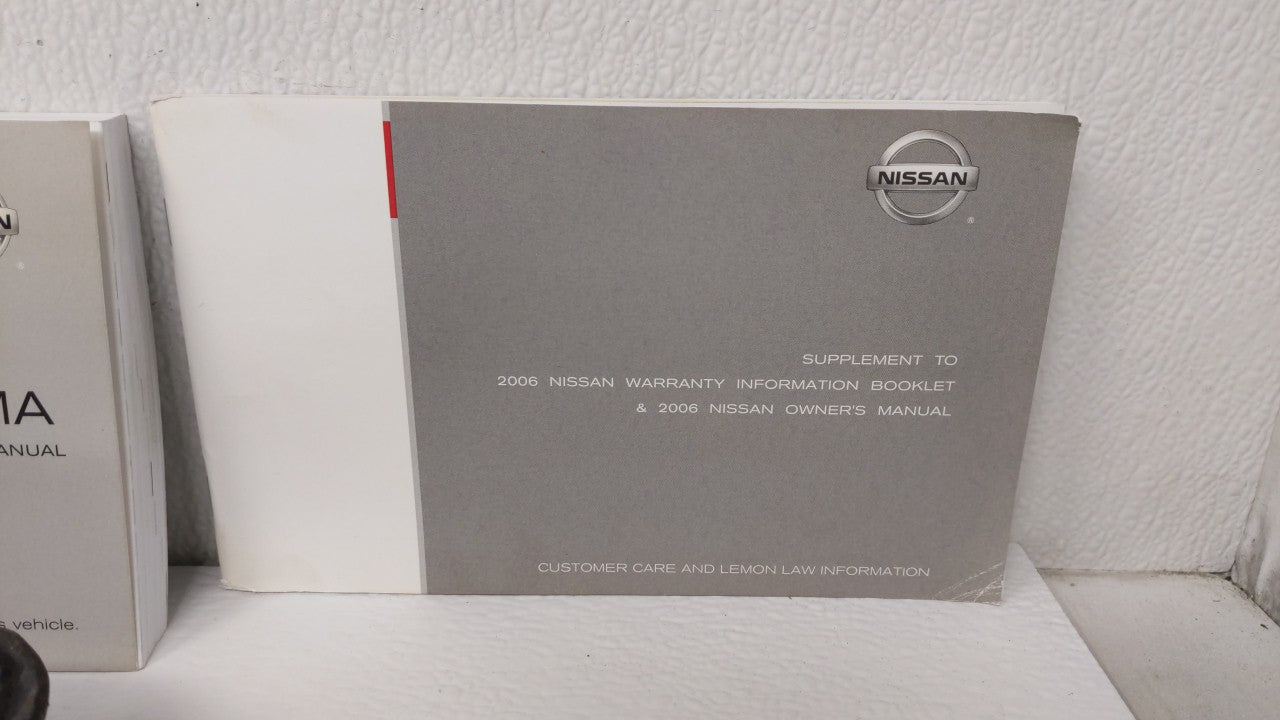 NISSAN
®
SUPPLEMENT TO
2006 NISSAN WARRANTY INFORMATION BOOKLET
& 2006 NISSAN OWNER'S MANUAL
CUSTOMER CARE AND LEMON LAW INFORMATION
N
®
MA
ANUAL
s vehicle.